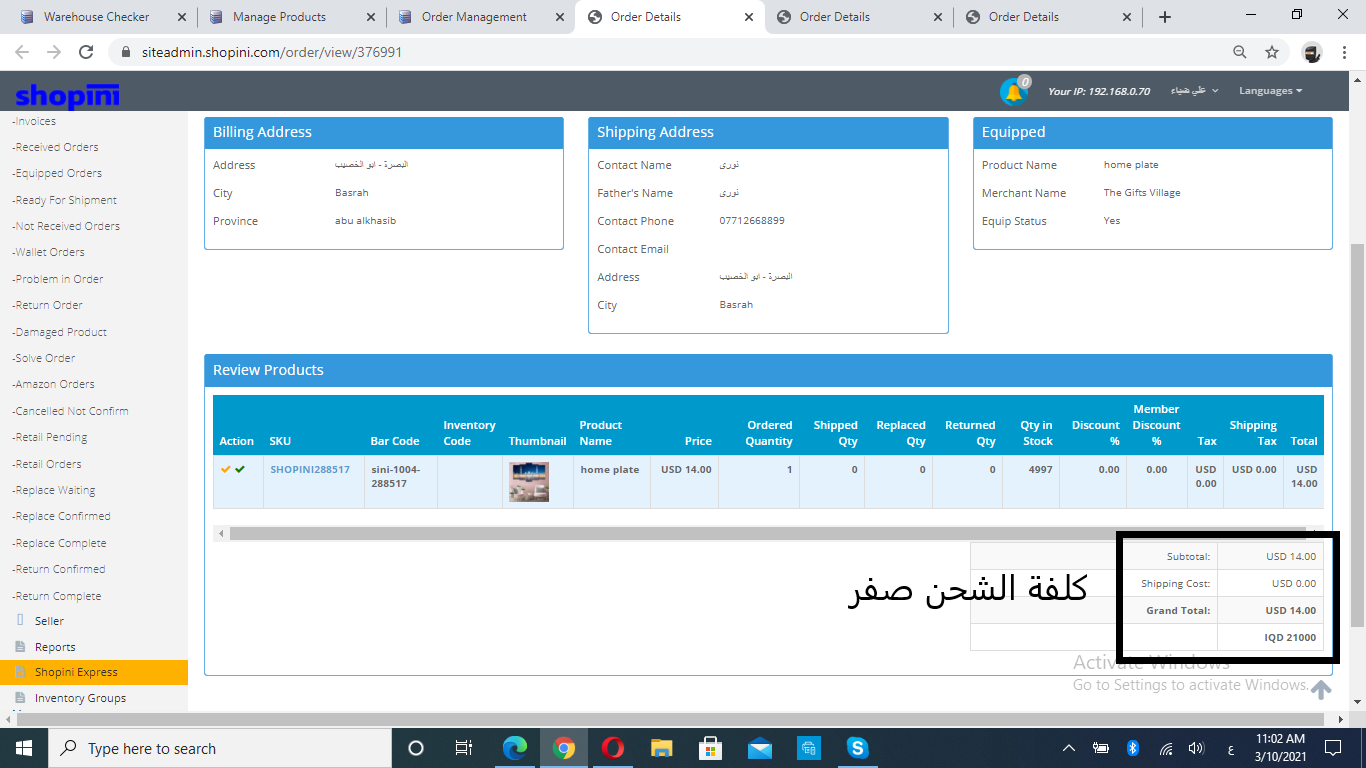 Warehouse Checker
Manage Products
Order Management
Order Details
Order Details
Order Details
siteadmin.shopini.com/order/view/376991
shopini
0
Your IP: 192.168.0.70
علي ضياء
Languages
-Invoices
-Received Orders
-Equipped Orders
-Ready For Shipment
-Not Received Orders
-Wallet Orders
-Problem in Order
-Return Order
-Damaged Product
-Solve Order
-Amazon Orders
-Cancelled Not Confirm
-Retail Pending
-Retail Orders
-Replace Waiting
-Replace Confirmed
-Replace Complete
-Return Confirmed
-Return Complete
Seller
Reports
Shopini Express
Inventory Groups
Billing Address
Address البصرة - ابو الخصيب
City Basrah
Province abu alkhasib
Shipping Address
Contact Name نورى
Father's Name نورى
Contact Phone 07712668899
Contact Email
Address البصرة - ابو الخصيب
City Basrah
Equipped
Product Name home plate
Merchant Name The Gifts Village
Equip Status Yes
Review Products
Action SKU Bar Code Inventory Code Thumbnail Product Name Price Ordered Quantity Shipped Qty Replaced Qty Returned Qty Qty in Stock Discount % Member Discount % Tax Shipping Tax Total
SHOPINI288517 sini-1004-288517 home plate USD 14.00 1 0 0 0 4997 0.00 0.00 USD 0.00 USD 0.00 USD 14.00
Subtotal: USD 14.00
Shipping Cost: USD 0.00
Grand Total: USD 14.00
IQD 21000
كلفة الشحن صفر
Activate Windows
Go to Settings to activate Windows.
Type here to search
ع
11:02 AM
3/10/2021